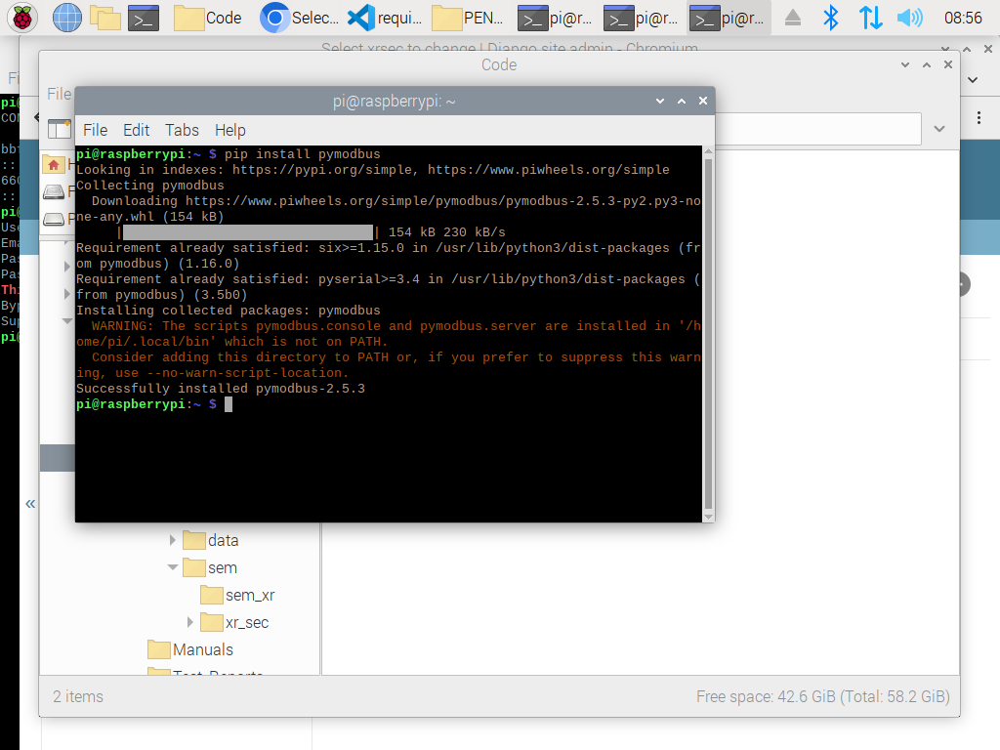 Code
Selec...
requi...
PEN...
pi@r...
pi@r...
pi@r...
08:56
Select xrsec to change | Django site admin - Chromium
Code
File
pi@raspberrypi: ~
File Edit Tabs Help
pi@raspberrypi:~ $ pip install pymodbus
Looking in indexes: https://pypi.org/simple, https://www.piwheels.org/simple
Collecting pymodbus
Downloading https://www.piwheels.org/simple/pymodbus/pymodbus-2.5.3-py2.py3-no
ne-any.whl (154 kB)
| | 154 kB 230 kB/s
Requirement already satisfied: six>=1.15.0 in /usr/lib/python3/dist-packages (fr
om pymodbus) (1.16.0)
Requirement already satisfied: pyserial>=3.4 in /usr/lib/python3/dist-packages (
from pymodbus) (3.5b0)
Installing collected packages: pymodbus
WARNING: The scripts pymodbus.console and pymodbus.server are installed in '/h
ome/pi/.local/bin' which is not on PATH.
Consider adding this directory to PATH or, if you prefer to suppress this warn
ing, use --no-warn-script-location.
Successfully installed pymodbus-2.5.3
pi@raspberrypi:~ $
data
sem
sem_xr
xr_sec
Manuals
2 items
Free space: 42.6 GiB (Total: 58.2 GiB)